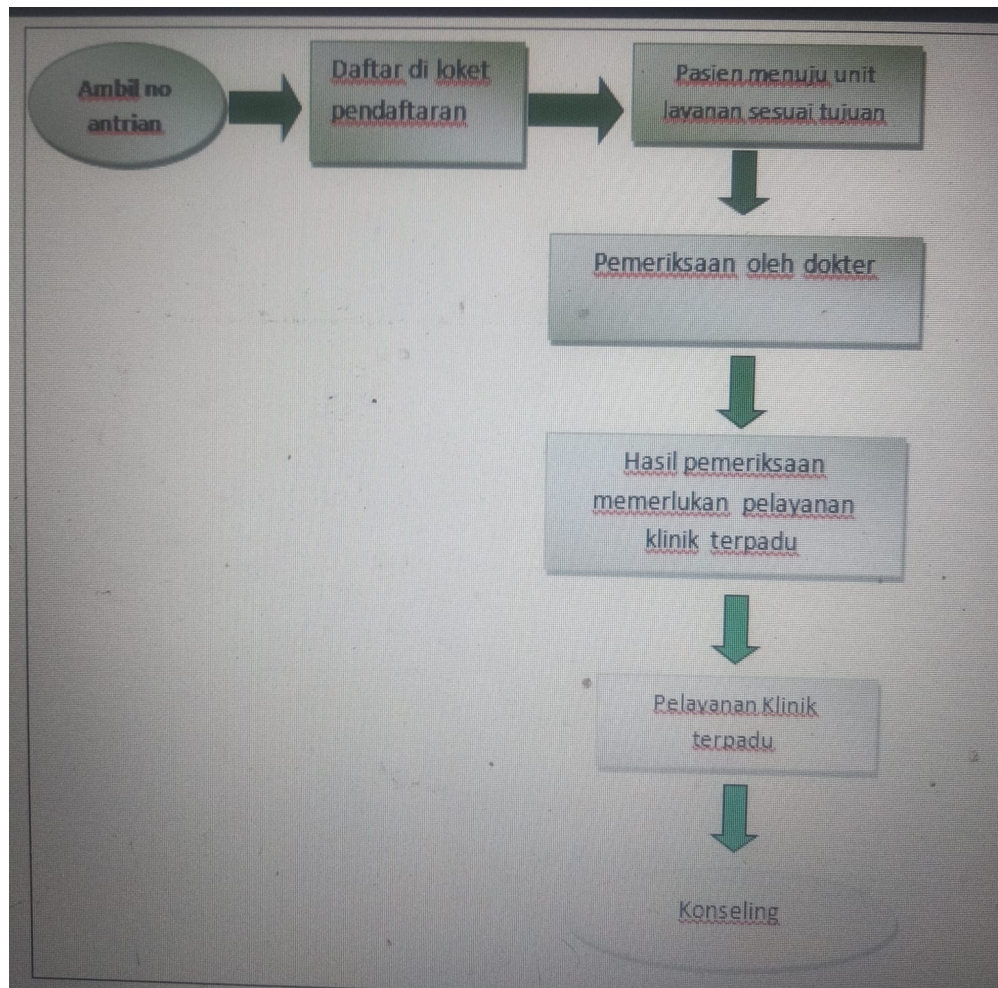 Ambil no
antrian
Daftar di loket
pendaftaran
Pasien menuju unit
layanan sesuai tujuan
Pemeriksaan oleh dokter
Hasil pemeriksaan
memerlukan pelayanan
klinik terpadu
Pelayanan Klinik
terpadu
Konseling